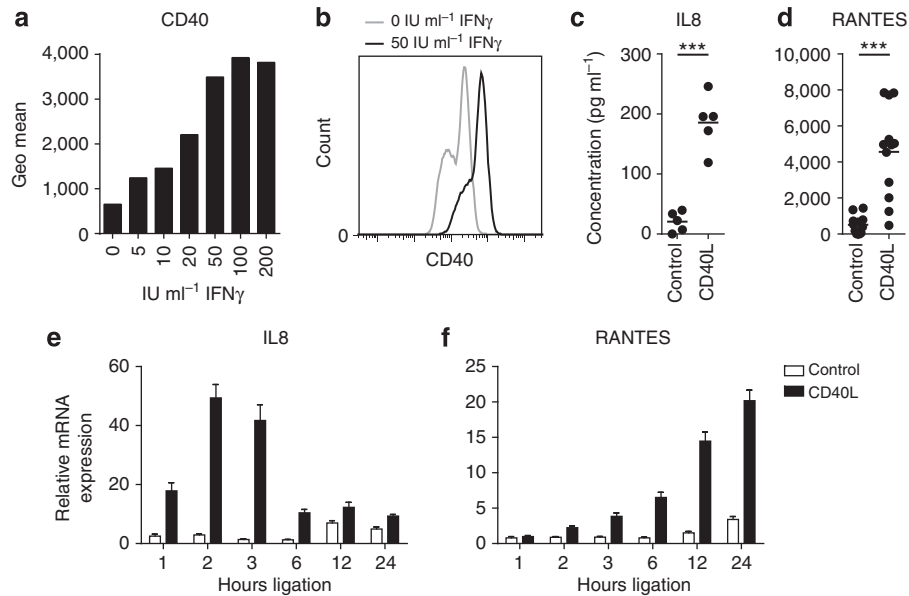 a
CD40
Geo mean
4,000
3,000
2,000
1,000
0
0
5
10
20
50
100
200
IU ml⁻¹ IFNγ
b
0 IU ml⁻¹ IFNγ
50 IU ml⁻¹ IFNγ
Count
0
CD40
c
IL8
Concentration (pg ml⁻¹)
300
200
100
0
***
Control
CD40L
d
RANTES
10,000
8,000
6,000
4,000
2,000
0
***
Control
CD40L
e
IL8
Relative mRNA
expression
60
40
20
0
1 2 3 6 12 24
Hours ligation
f
RANTES
25
20
15
10
5
0
1 2 3 6 12 24
Hours ligation
Control
CD40L